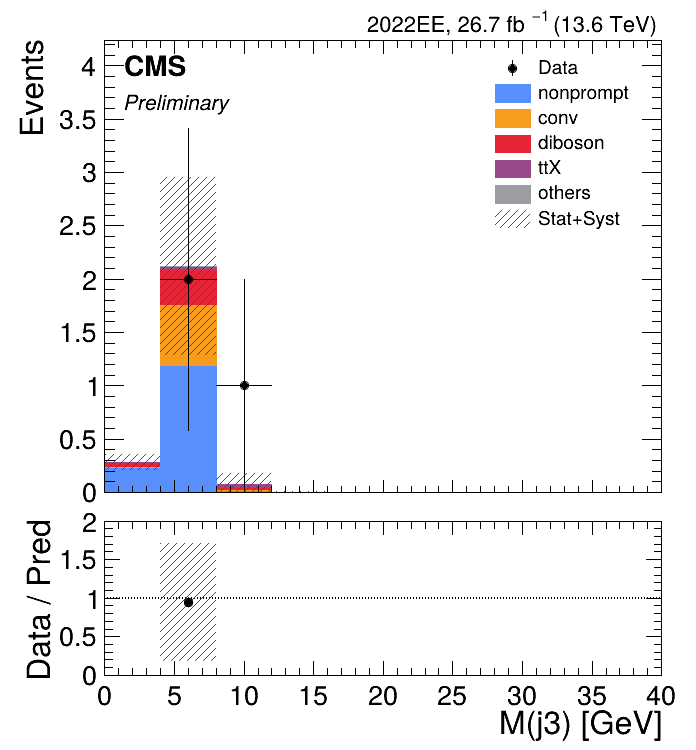 2022EE, 26.7 fb⁻¹ (13.6 TeV)
CMS
Preliminary
Events
4
3.5
3
2.5
2
1.5
1
0.5
0
Data
nonprompt
conv
diboson
ttX
others
Stat+Syst
Data / Pred
2
1.5
1
0.5
0
0 5 10 15 20 25 30 35 40
M(j3) [GeV]